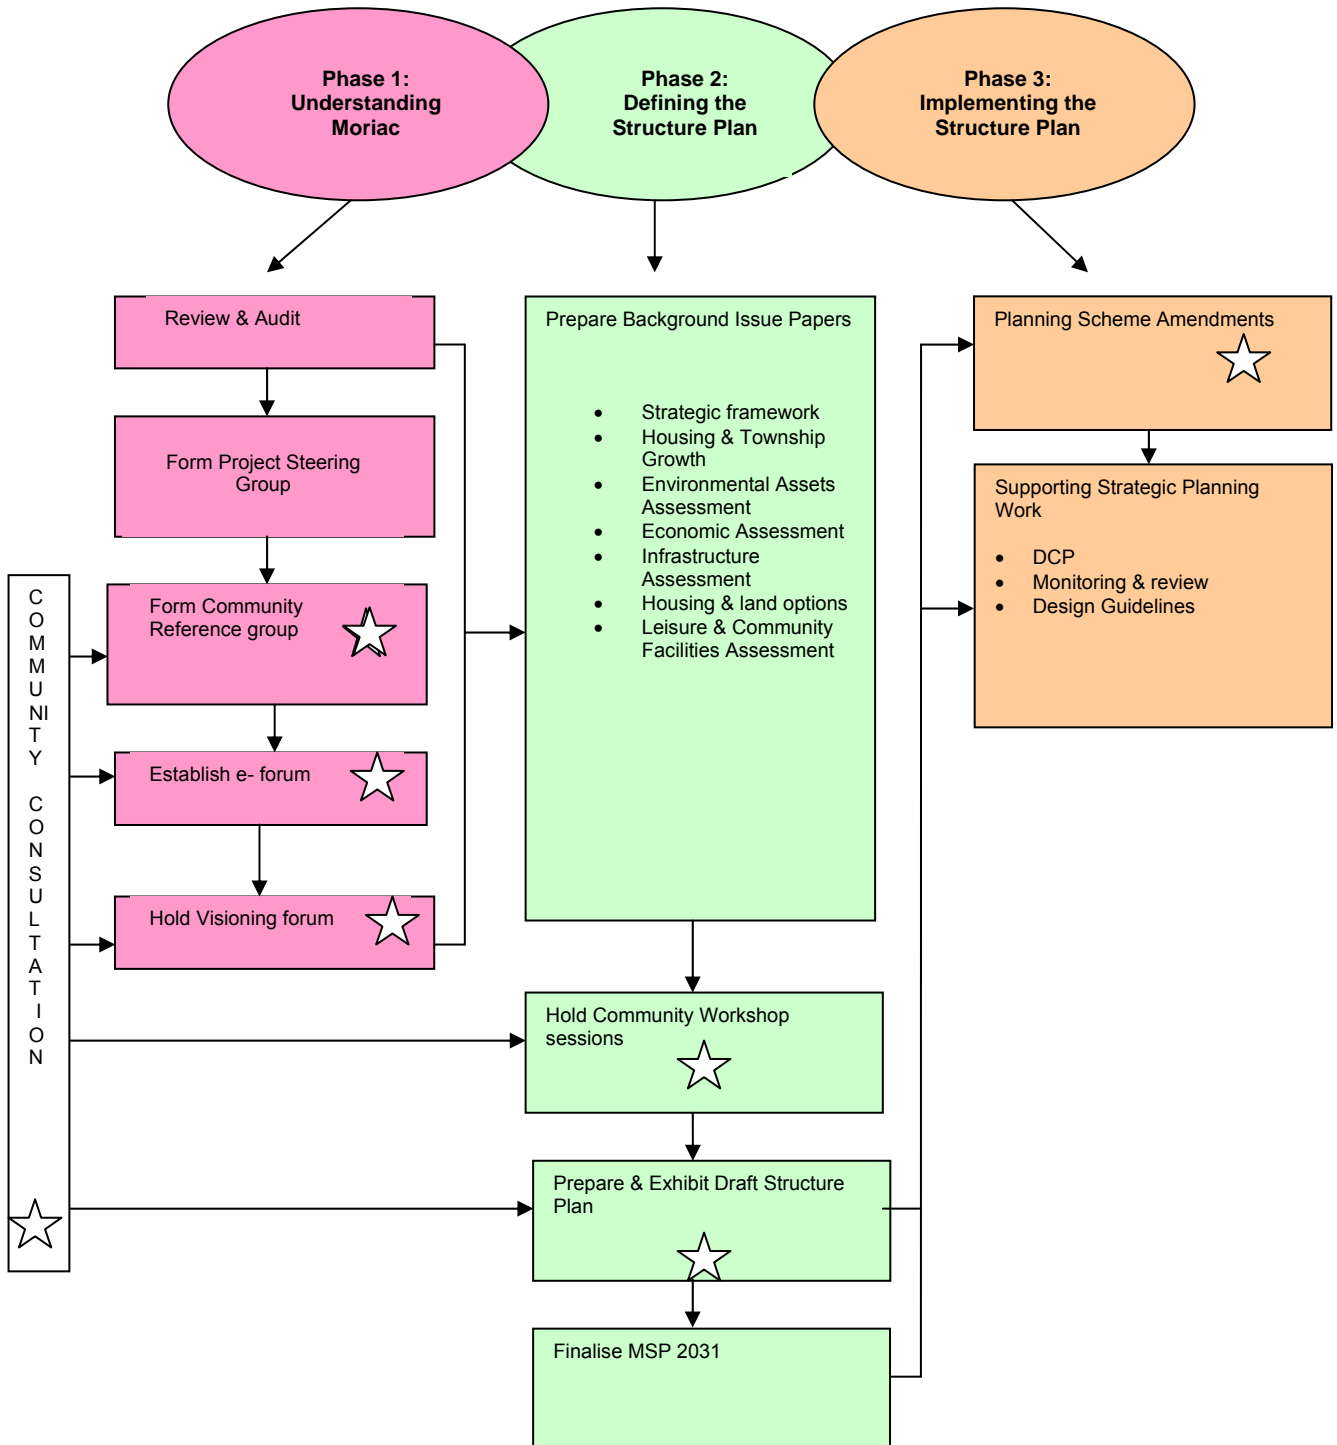 Phase 1:
Understanding
Moriac
Phase 2:
Defining the
Structure Plan
Phase 3:
Implementing the
Structure Plan
Review & Audit
Form Project Steering
Group
Form Community
Reference group
Establish e- forum
Hold Visioning forum
C
O
M
M
U
NI
T
Y
C
O
N
S
U
L
T
A
T
I
O
N
Prepare Background Issue Papers
• Strategic framework
• Housing & Township
Growth
• Environmental Assets
Assessment
• Economic Assessment
• Infrastructure
Assessment
• Housing & land options
• Leisure & Community
Facilities Assessment
Hold Community Workshop
sessions
Prepare & Exhibit Draft Structure
Plan
Finalise MSP 2031
Planning Scheme Amendments
Supporting Strategic Planning
Work
• DCP
• Monitoring & review
• Design Guidelines